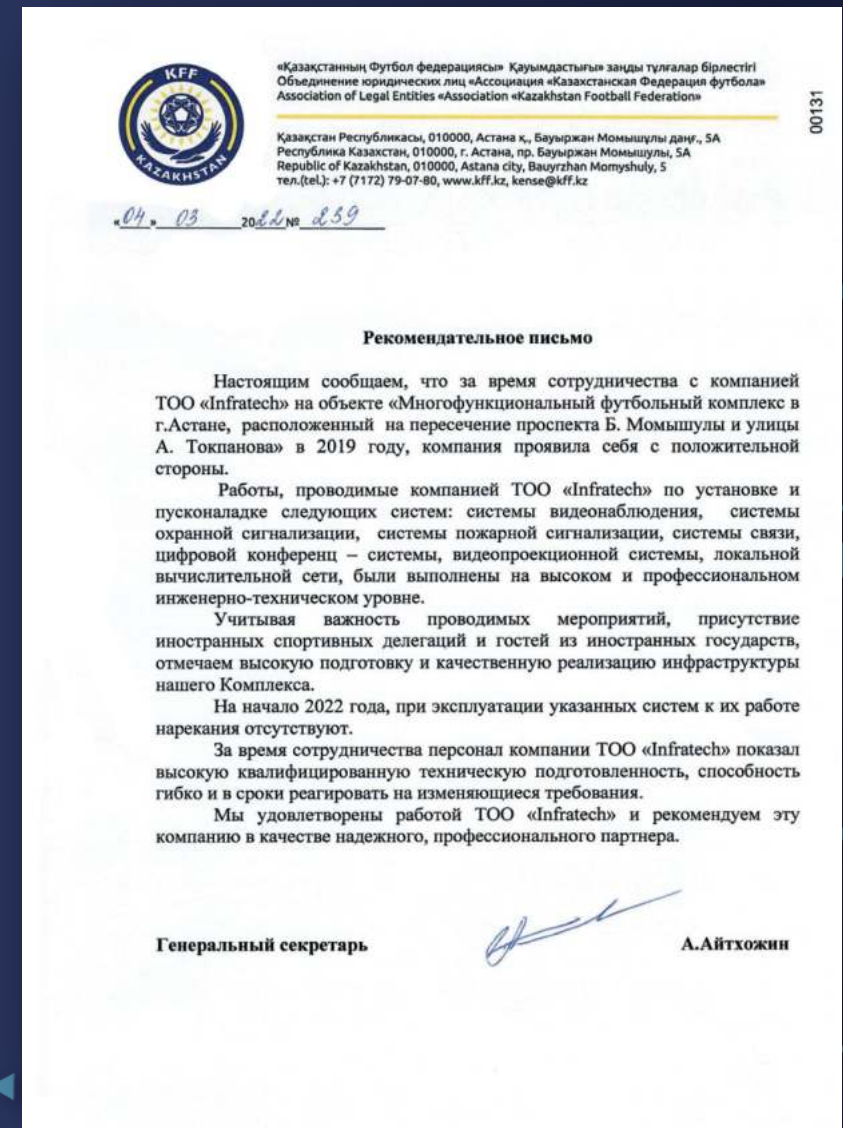 KFF
KAZAKHSTAN
«Қазақстанның Футбол федерациясы» Қауымдастығы» заңды тұлғалар бірлестігі
Объединение юридических лиц «Ассоциация «Казахстанская Федерация футбола»
Association of Legal Entities «Association «Kazakhstan Football Federation»
00131
Қазақстан Республикасы, 010000, Астана қ., Бауыржан Момышұлы даңғ., 5А
Республика Казахстан, 010000, г. Астана, пр. Бауыржан Момышулы, 5А
Republic of Kazakhstan, 010000, Astana city, Bauyrzhan Momyshuly, 5
тел.(tel.): +7 (7172) 79-07-80, www.kff.kz, kense@kff.kz
«04» 03 2022 № 239
Рекомендательное письмо
Настоящим сообщаем, что за время сотрудничества с компанией
ТОО «Infratech» на объекте «Многофункциональный футбольный комплекс в
г.Астане, расположенный на пересечение проспекта Б. Момышулы и улицы
А. Токпанова» в 2019 году, компания проявила себя с положительной
стороны.
Работы, проводимые компанией ТОО «Infratech» по установке и
пусконаладке следующих систем: системы видеонаблюдения, системы
охранной сигнализации, системы пожарной сигнализации, системы связи,
цифровой конференц – системы, видеопроекционной системы, локальной
вычислительной сети, были выполнены на высоком и профессиональном
инженерно-техническом уровне.
Учитывая важность проводимых мероприятий, присутствие
иностранных спортивных делегаций и гостей из иностранных государств,
отмечаем высокую подготовку и качественную реализацию инфраструктуры
нашего Комплекса.
На начало 2022 года, при эксплуатации указанных систем к их работе
нарекания отсутствуют.
За время сотрудничества персонал компании ТОО «Infratech» показал
высокую квалифицированную техническую подготовленность, способность
гибко и в сроки реагировать на изменяющиеся требования.
Мы удовлетворены работой ТОО «Infratech» и рекомендуем эту
компанию в качестве надежного, профессионального партнера.
Генеральный секретарь А.Айтхожин